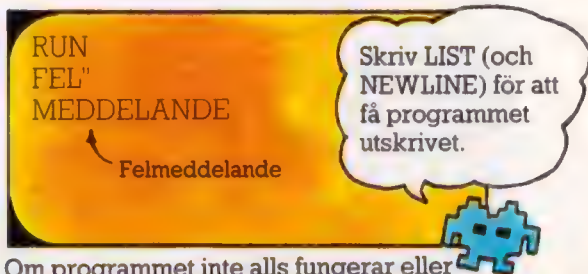 RUN
FEL"
MEDDELANDE
Felmeddelande
Skriv LIST (och
NEWLINE) för att
få programmet
utskrivet.
Om programmet inte alls fungerar eller